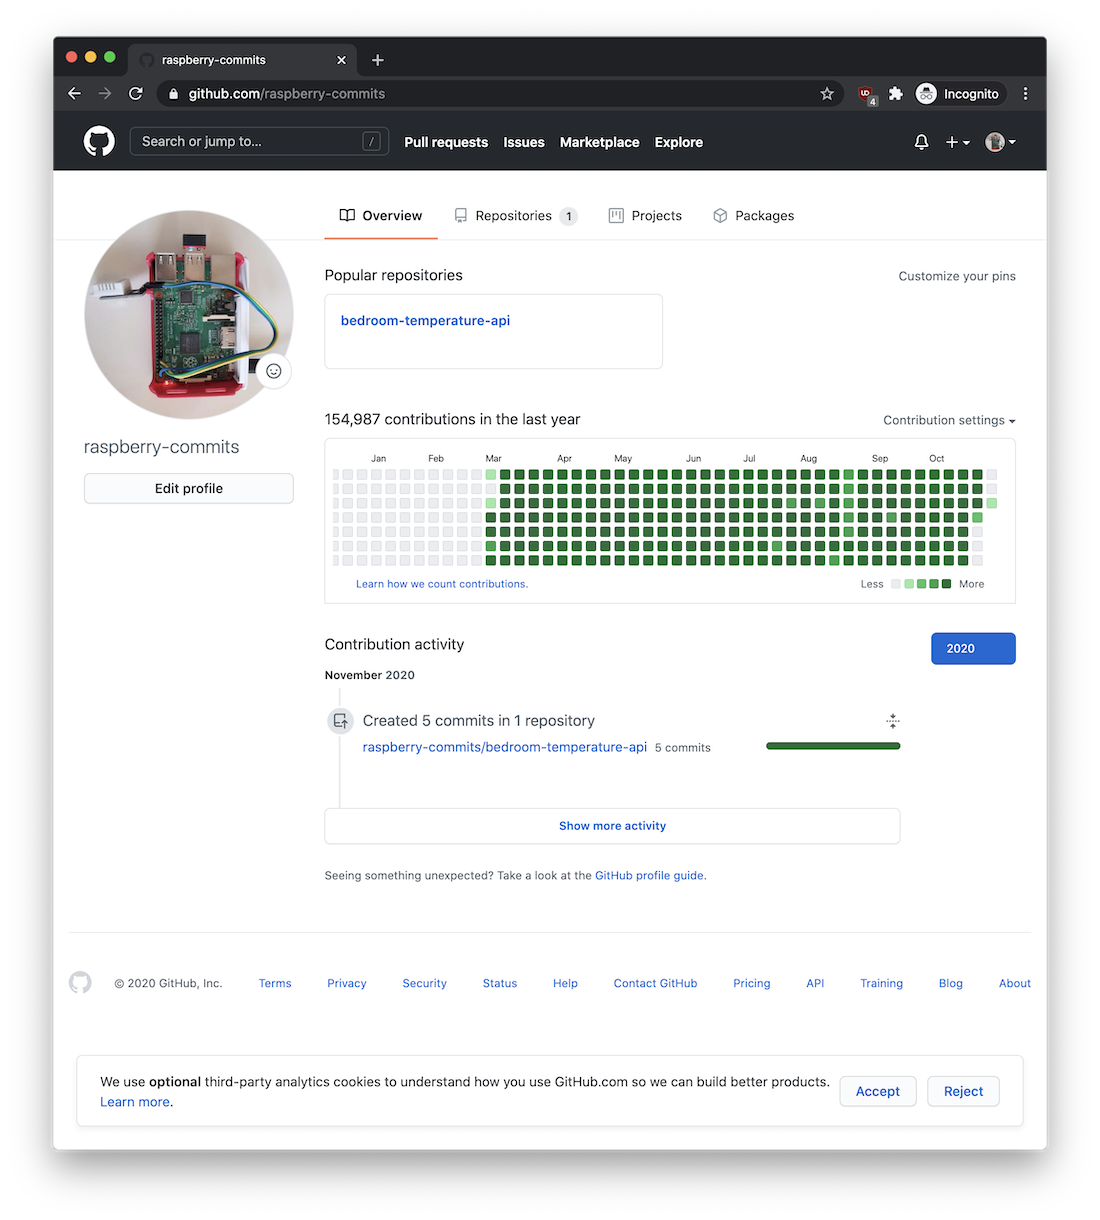 raspberry-commits
github.com/raspberry-commits
4
Incognito
Search or jump to...
/
Pull requests
Issues
Marketplace
Explore
Overview
Repositories 1
Projects
Packages
Popular repositories
Customize your pins
bedroom-temperature-api
154,987 contributions in the last year
Contribution settings
raspberry-commits
Edit profile
Jan Feb Mar Apr May Jun Jul Aug Sep Oct
Learn how we count contributions.
Less
More
Contribution activity
2020
November 2020
Created 5 commits in 1 repository
raspberry-commits/bedroom-temperature-api 5 commits
Show more activity
Seeing something unexpected? Take a look at the GitHub profile guide.
© 2020 GitHub, Inc.
Terms
Privacy
Security
Status
Help
Contact GitHub
Pricing
API
Training
Blog
About
We use optional third-party analytics cookies to understand how you use GitHub.com so we can build better products.
Learn more.
Accept
Reject